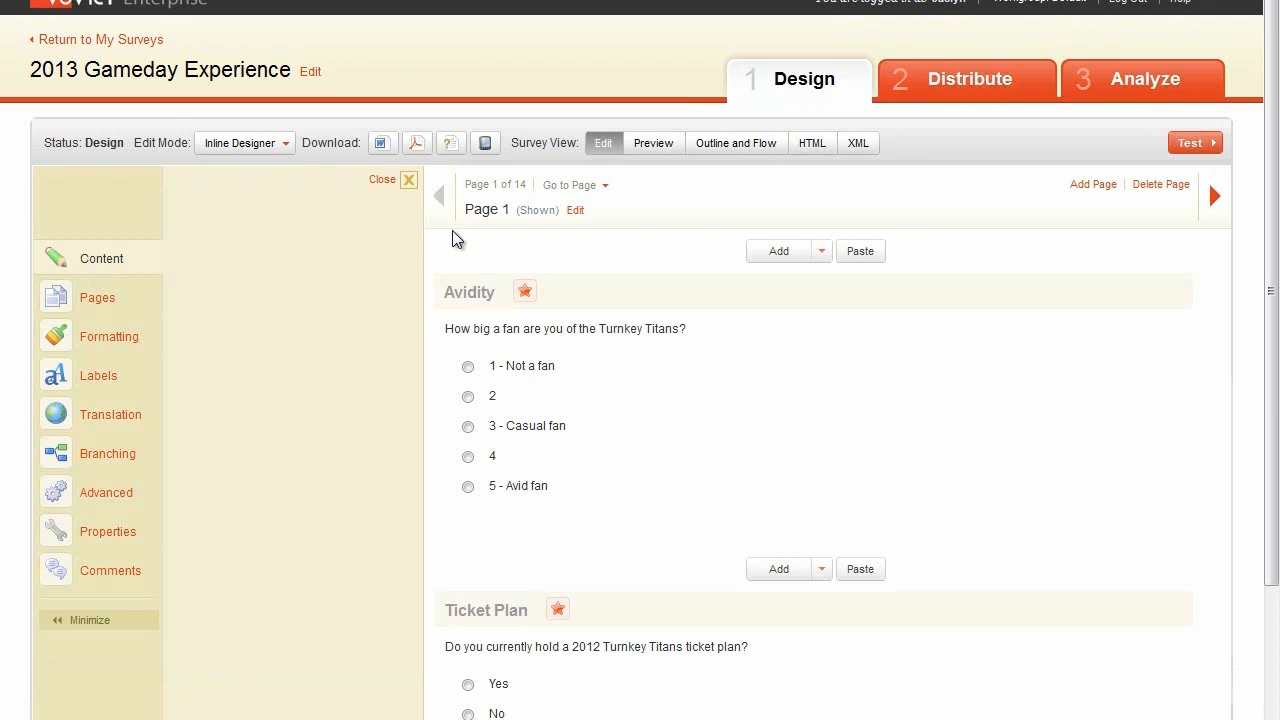 Enterprise
Return to My Surveys
2013 Gameday Experience Edit
1 Design 2 Distribute 3 Analyze
Status: Design Edit Mode: Inline Designer Download: Survey View: Edit Preview Outline and Flow HTML XML Test
Close X Page 1 of 14 Go to Page Add Page Delete Page
Page 1 (Shown) Edit
Add Paste
Content
Pages
Formatting
Labels
Translation
Branching
Advanced
Properties
Comments
Minimize
Avidity
How big a fan are you of the Turnkey Titans?
1 - Not a fan
2
3 - Casual fan
4
5 - Avid fan
Add Paste
Ticket Plan
Do you currently hold a 2012 Turnkey Titans ticket plan?
Yes
No